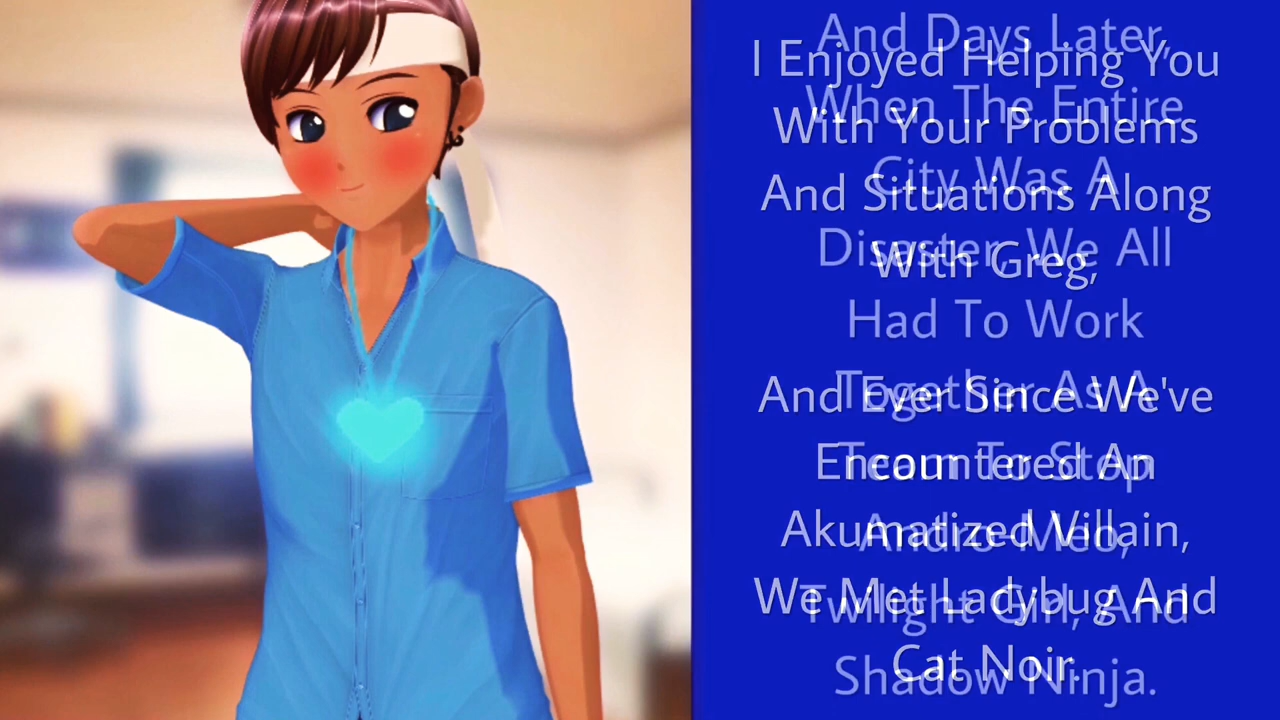 I Enjoyed Helping You
With Your Problems
And Situations Along
With Greg,
And Ever Since We've
Encountered An
Akumatized Villain,
We Met Ladybug And
Cat Noir.
And Days Later,
When The Entire
City Was A
Disaster, We All
Had To Work
Together As A
Team To Stop
Andro-Meo,
Twilight Girl, And
Shadow Ninja.